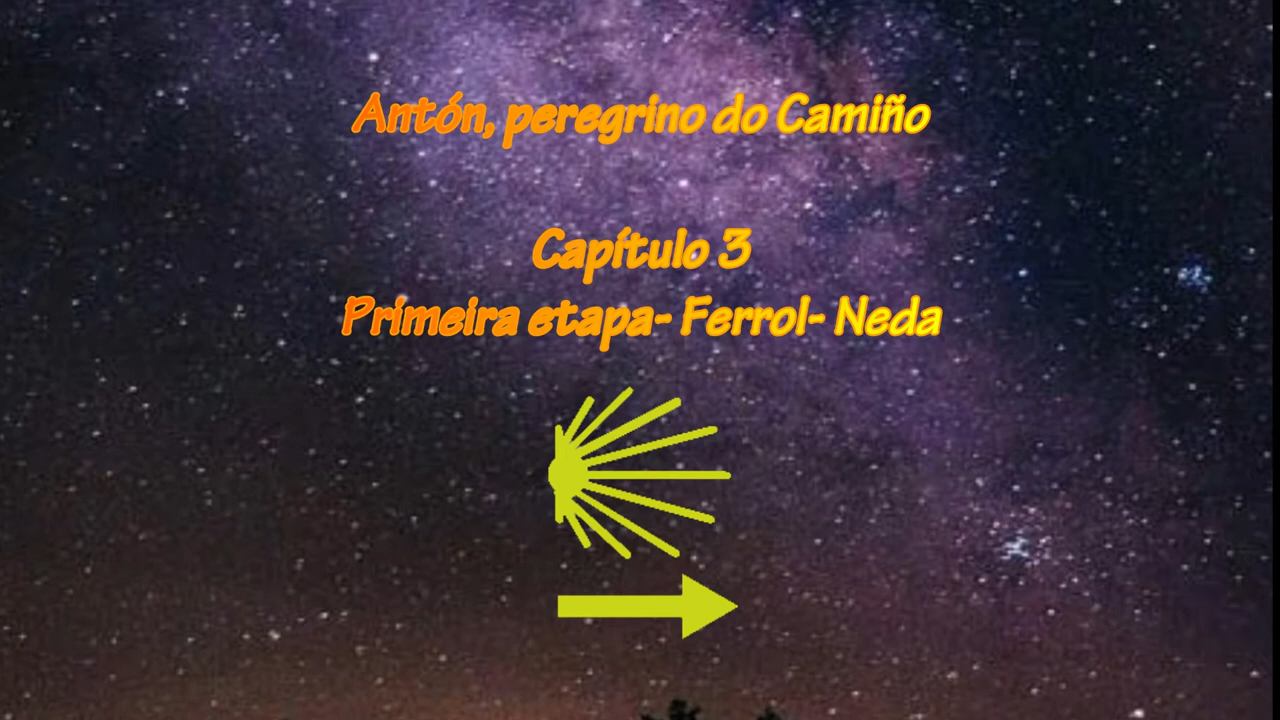 Antón, peregrino do Camiño
Capítulo 3
Primeira etapa- Ferrol- Neda